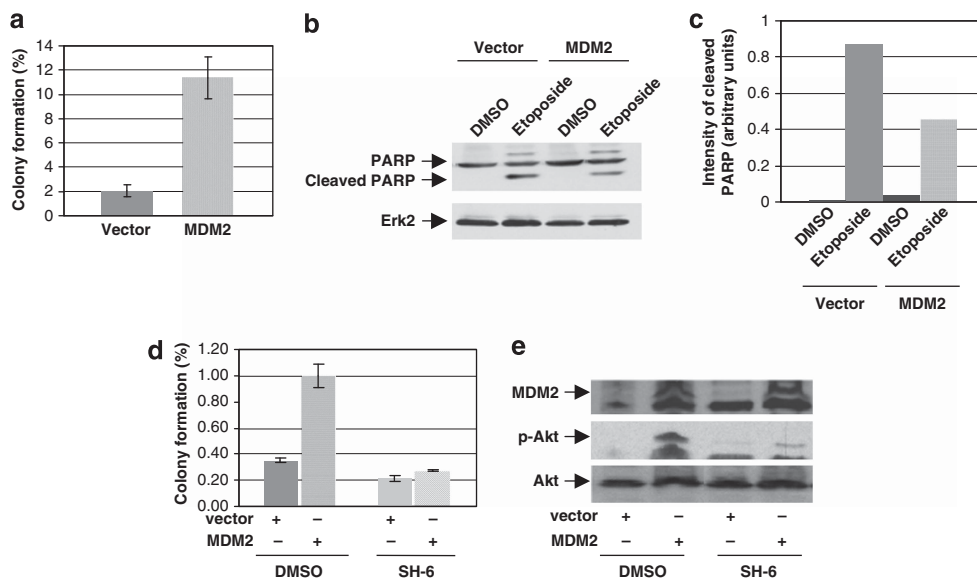 a
Colony formation (%)
14
12
10
8
6
4
2
0
Vector
MDM2
b
Vector
MDM2
DMSO
Etoposide
DMSO
Etoposide
PARP
Cleaved PARP
Erk2
c
Intensity of cleaved
PARP (arbitrary units)
1
0.8
0.6
0.4
0.2
0
DMSO
Etoposide
DMSO
Etoposide
Vector
MDM2
d
Colony formation (%)
1.20
1.00
0.80
0.60
0.40
0.20
0.00
vector + – + –
MDM2 – + – +
DMSO
SH-6
e
MDM2
p-Akt
Akt
vector + – + –
MDM2 – + – +
DMSO
SH-6